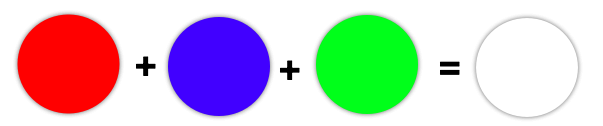 + + =